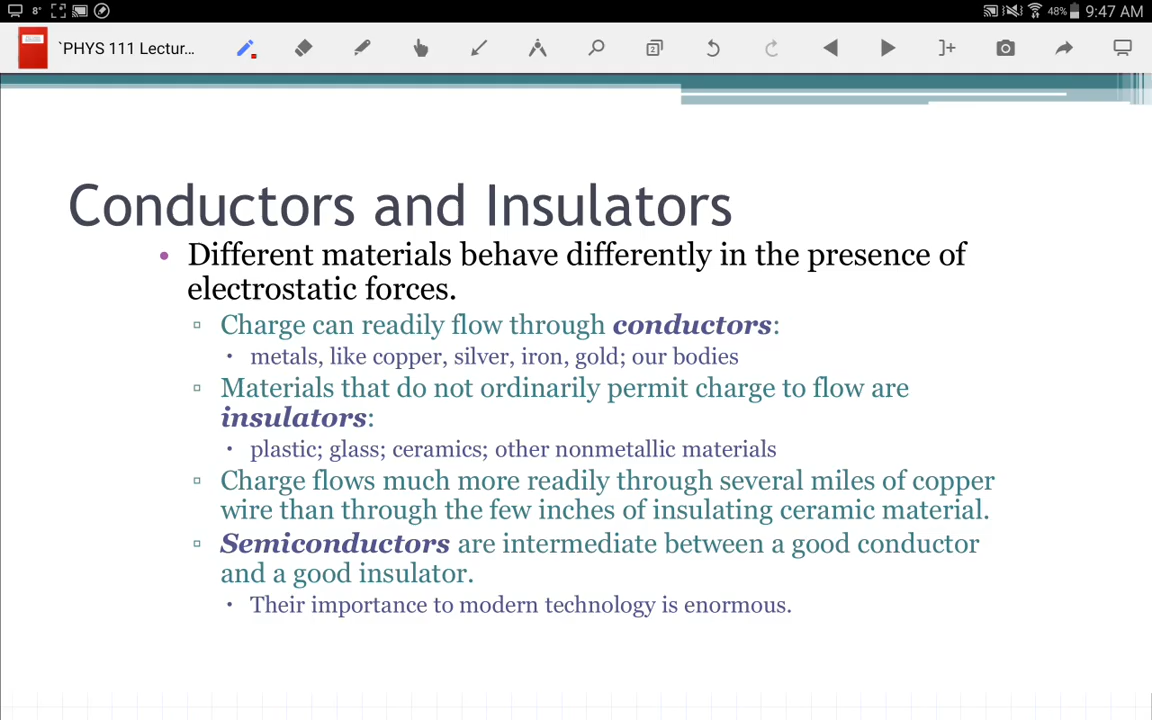 8° 48% 9:47 AM
`PHYS 111 Lectur... 2
Conductors and Insulators
• Different materials behave differently in the presence of
electrostatic forces.
▫ Charge can readily flow through conductors:
• metals, like copper, silver, iron, gold; our bodies
▫ Materials that do not ordinarily permit charge to flow are
insulators:
• plastic; glass; ceramics; other nonmetallic materials
▫ Charge flows much more readily through several miles of copper
wire than through the few inches of insulating ceramic material.
▫ Semiconductors are intermediate between a good conductor
and a good insulator.
• Their importance to modern technology is enormous.